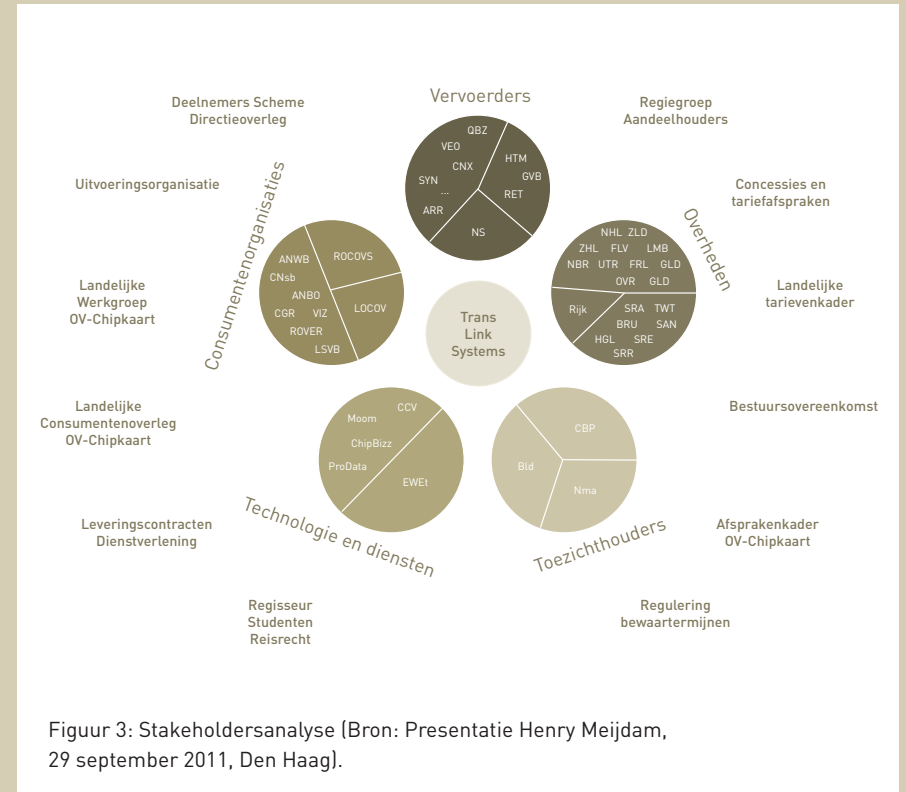 Deelnemers Scheme
Directieoverleg
Vervoerders
Regiegroep
Aandeelhouders
Uitvoeringsorganisatie
Concessies en
tariefafspraken
Landelijke
Werkgroep
OV-Chipkaart
Landelijke
tarievenkader
Landelijke
Consumentenoverleg
OV-Chipkaart
Bestuursovereenkomst
Leveringscontracten
Dienstverlening
Afsprakenkader
OV-Chipkaart
Regisseur
Studenten
Reisrecht
Regulering
bewaartermijnen
QBZ
VEO
CNX
SYN
...
ARR
HTM
GVB
RET
NS
Consumentenorganisaties
ANWB
CNsb
ANBO
CGR VIZ
ROVER
LSVB
ROCOVS
LOCOV
Overheden
NHL ZLD
ZHL FLV LMB
NBR UTR FRL GLD
OVR GLD
Rijk
SRA TWT
BRU SAN
HGL SRE
SRR
Trans
Link
Systems
Technologie en diensten
CCV
Moom
ChipBizz
ProData
EWEt
Toezichthouders
CBP
Bld
Nma
Figuur 3: Stakeholdersanalyse (Bron: Presentatie Henry Meijdam,
29 september 2011, Den Haag).